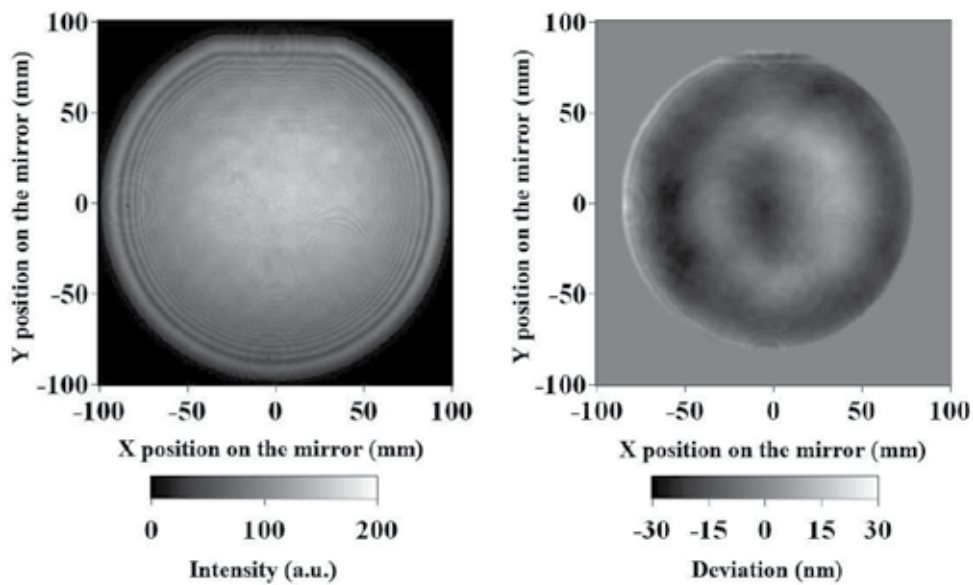 100
50
0
-50
-100
-100 -50 0 50 100
Y position on the mirror (mm)
X position on the mirror (mm)
0 100 200
Intensity (a.u.)
100
50
0
-50
-100
-100 -50 0 50 100
Y position on the mirror (mm)
X position on the mirror (mm)
-30 -15 0 15 30
Deviation (nm)